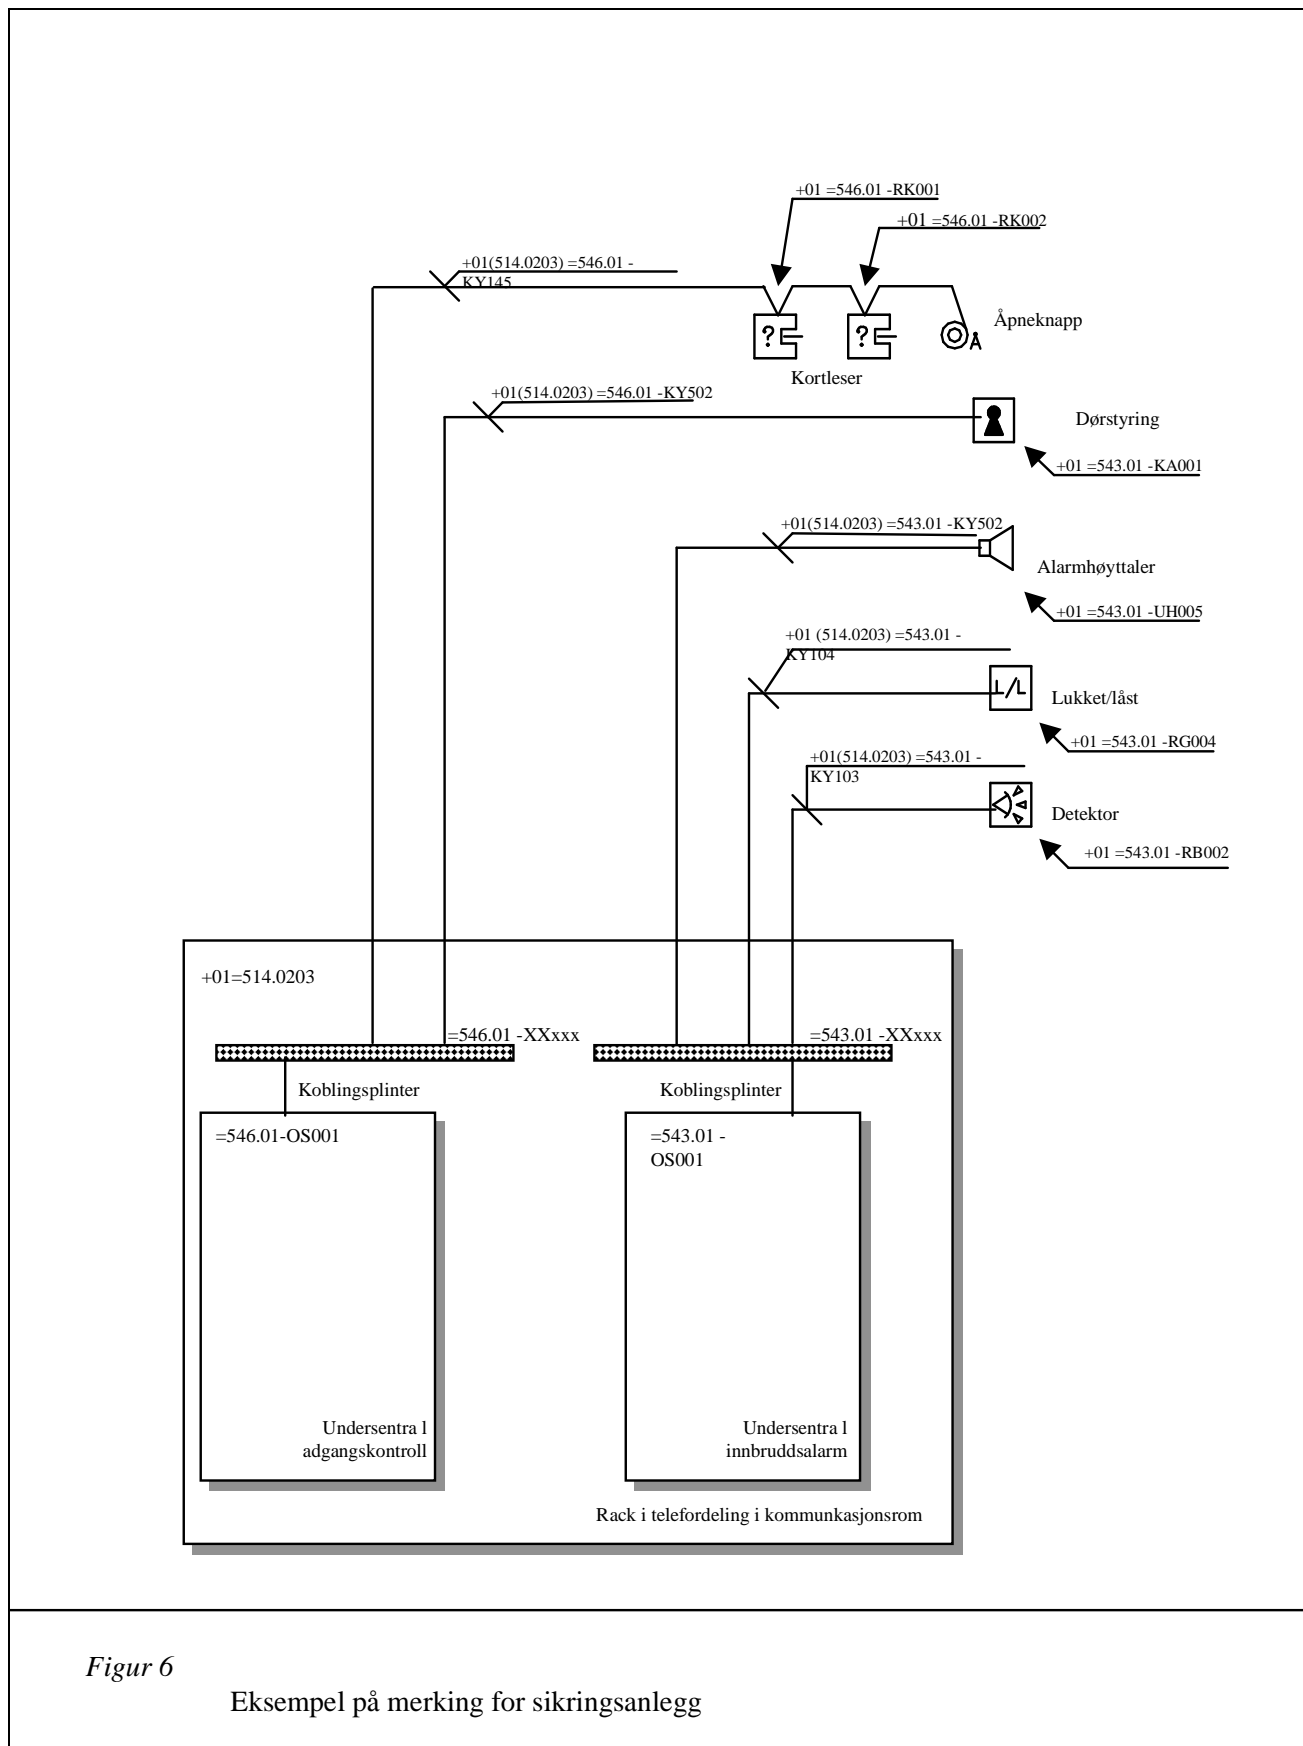 +01 =546.01 -RK001
+01 =546.01 -RK002
+01(514.0203) =546.01 -
KY145
?
?
Å
Åpneknapp
Kortleser
+01(514.0203) =546.01 -KY502
Dørstyring
+01 =543.01 -KA001
+01(514.0203) =543.01 -KY502
Alarmhøyttaler
+01 =543.01 -UH005
+01 (514.0203) =543.01 -
KY104
L/L
Lukket/låst
+01 =543.01 -RG004
+01(514.0203) =543.01 -
KY103
Detektor
+01 =543.01 -RB002
+01=514.0203
=546.01 -XXxxx
=543.01 -XXxxx
Koblingsplinter
Koblingsplinter
=546.01-OS001
=543.01 -
OS001
Undersentra l
adgangskontroll
Undersentra l
innbruddsalarm
Rack i telefordeling i kommunkasjonsrom
Figur 6
Eksempel på merking for sikringsanlegg